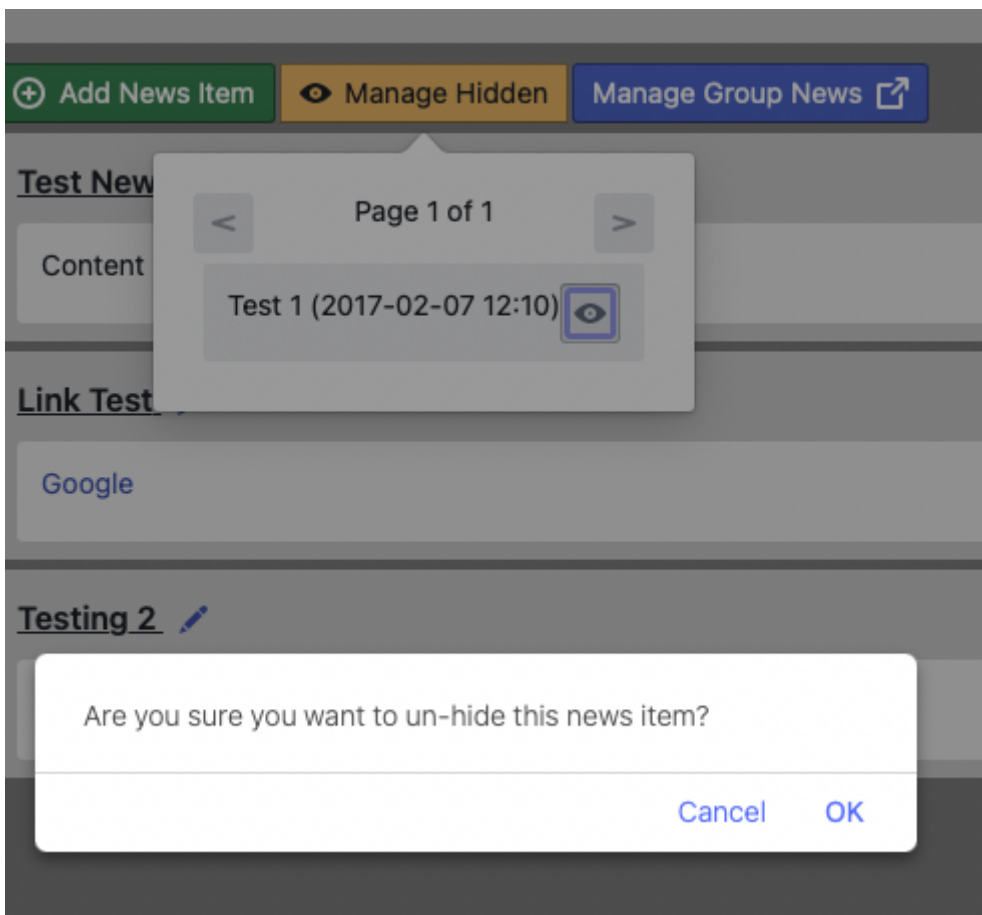 Add News Item
Manage Hidden
Manage Group News
Test New
<
Page 1 of 1
>
Content
Test 1 (2017-02-07 12:10)
Link Test
Google
Testing 2
Are you sure you want to un-hide this news item?
Cancel
OK